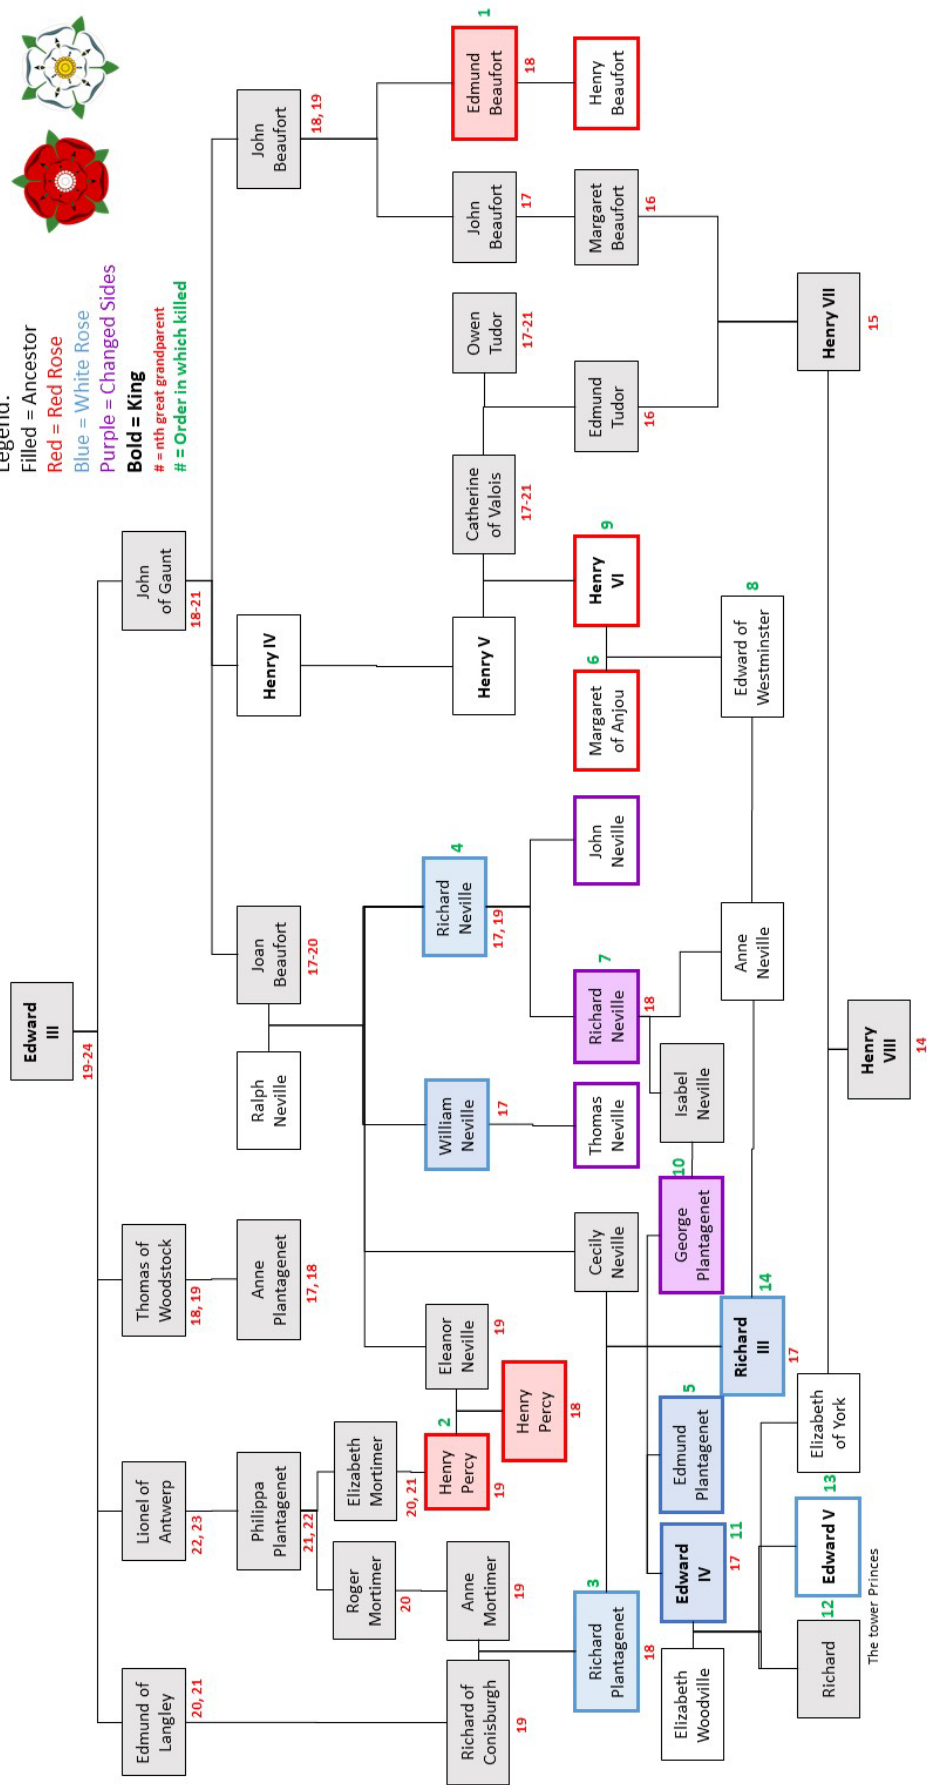 Legend:
Filled = Ancestor
Red = Red Rose
Blue = White Rose
Purple = Changed Sides
Bold = King
# = nth great grandparent
# = Order in which killed
Edward
III
19-24
Edmund of
Langley
20, 21
Lionel of
Antwerp
22, 23
Thomas of
Woodstock
18, 19
John
of Gaunt
18-21
Philippa
Plantagenet
21, 22
Anne
Plantagenet
17, 18
Ralph
Neville
Joan
Beaufort
17-20
Henry IV
John
Beaufort
18, 19
Roger
Mortimer
20
Elizabeth
Mortimer
20, 21
Richard of
Conisburgh
19
Anne
Mortimer
19
Henry
Percy
2
19
Eleanor
Neville
19
William
Neville
17
Richard
Neville
4
17, 19
Henry V
Catherine
of Valois
17-21
Owen
Tudor
17-21
John
Beaufort
17
Edmund
Beaufort
1
18
Henry
Percy
18
Richard
Plantagenet
3
18
Cecily
Neville
Thomas
Neville
Richard
Neville
7
18
John
Neville
Margaret
of Anjou
6
Henry
VI
9
Edmund
Tudor
16
Margaret
Beaufort
16
Henry
Beaufort
Elizabeth
Woodville
Edward
IV
11
17
Edmund
Plantagenet
5
George
Plantagenet
10
Isabel
Neville
Richard
III
14
17
Anne
Neville
Edward of
Westminster
8
Richard
12
Edward V
13
The tower Princes
Elizabeth
of York
Henry VII
15
Henry
VIII
14